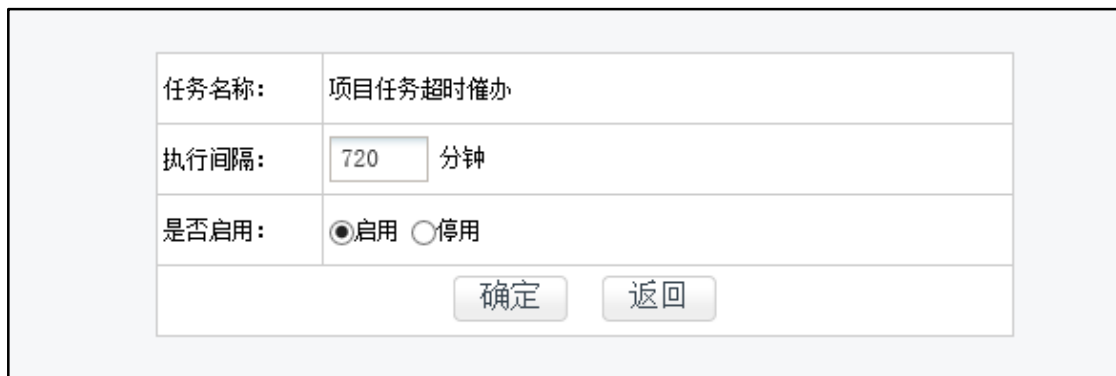 任务名称： 项目任务超时催办
执行间隔： 720 分钟
是否启用： 启用 停用
确定 返回